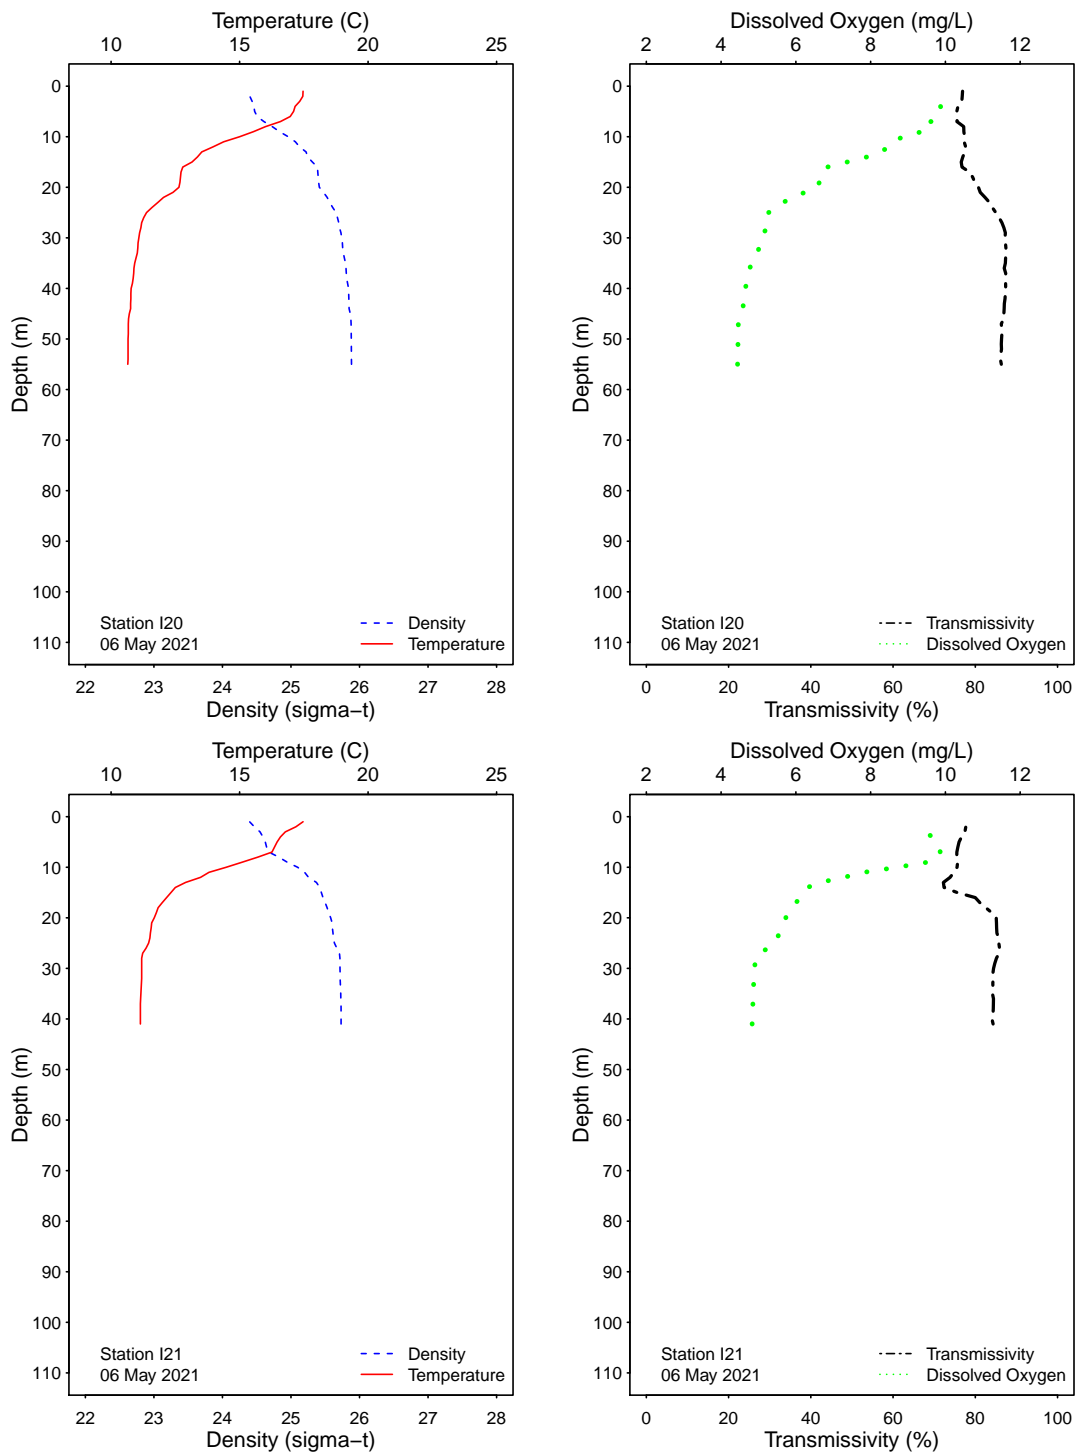 Temperature (C)
10 15 20 25
0
10
20
30
40
50
60
70
80
90
100
110
Depth (m)
Station I20
06 May 2021
Density
Temperature
22 23 24 25 26 27 28
Density (sigma−t)
Dissolved Oxygen (mg/L)
2 4 6 8 10 12
0
10
20
30
40
50
60
70
80
90
100
110
Depth (m)
Station I20
06 May 2021
Transmissivity
Dissolved Oxygen
0 20 40 60 80 100
Transmissivity (%)
Temperature (C)
10 15 20 25
0
10
20
30
40
50
60
70
80
90
100
110
Depth (m)
Station I21
06 May 2021
Density
Temperature
22 23 24 25 26 27 28
Density (sigma−t)
Dissolved Oxygen (mg/L)
2 4 6 8 10 12
0
10
20
30
40
50
60
70
80
90
100
110
Depth (m)
Station I21
06 May 2021
Transmissivity
Dissolved Oxygen
0 20 40 60 80 100
Transmissivity (%)